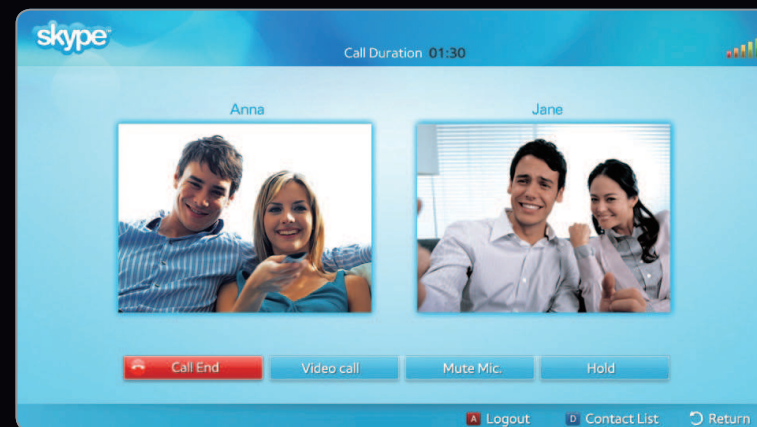 skype
Call Duration 01:30
Anna
Jane
Call End
Video call
Mute Mic.
Hold
A Logout
D Contact List
Return